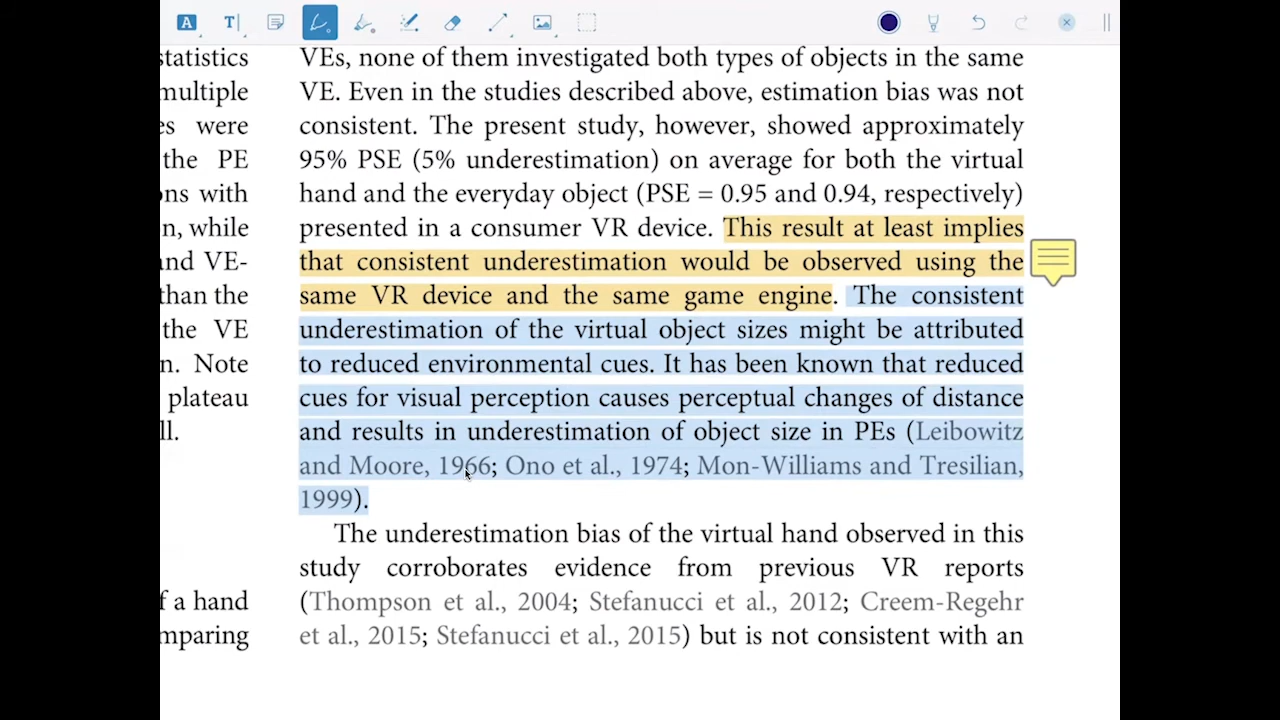 A
T
statistics
multiple
es were
the PE
ons with
n, while
and VE-
than the
the VE
n. Note
plateau
ll.
f a hand
mparing
VEs, none of them investigated both types of objects in the same
VE. Even in the studies described above, estimation bias was not
consistent. The present study, however, showed approximately
95% PSE (5% underestimation) on average for both the virtual
hand and the everyday object (PSE = 0.95 and 0.94, respectively)
presented in a consumer VR device. This result at least implies
that consistent underestimation would be observed using the
same VR device and the same game engine. The consistent
underestimation of the virtual object sizes might be attributed
to reduced environmental cues. It has been known that reduced
cues for visual perception causes perceptual changes of distance
and results in underestimation of object size in PEs (Leibowitz
and Moore, 1966; Ono et al., 1974; Mon-Williams and Tresilian,
1999).
The underestimation bias of the virtual hand observed in this
study corroborates evidence from previous VR reports
(Thompson et al., 2004; Stefanucci et al., 2012; Creem-Regehr
et al., 2015; Stefanucci et al., 2015) but is not consistent with an